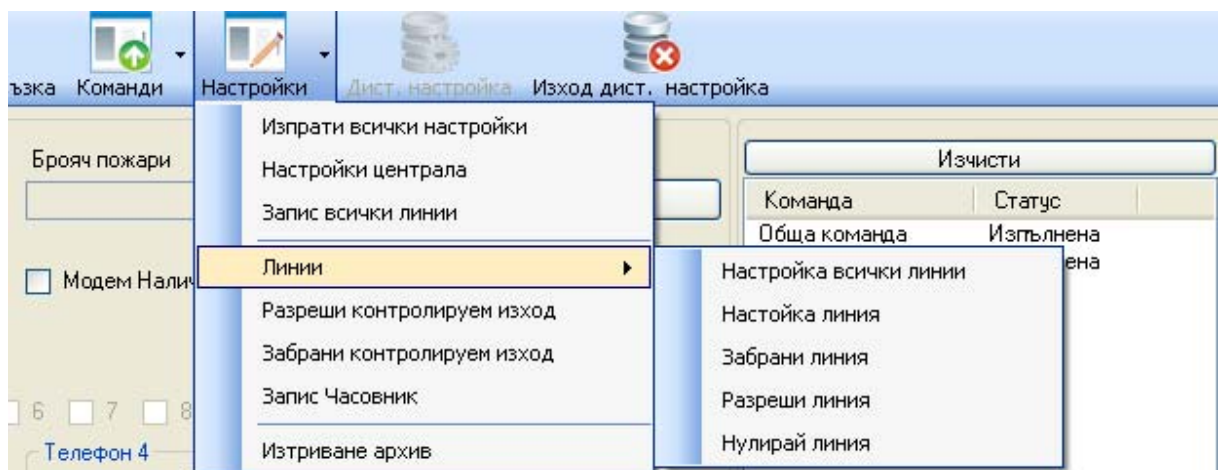 ъзка Команди Настройки Дист. настройка Изход дист. настройка
Изпрати всички настройки
Настройки централа
Запис всички линии
Линии
Разреши контролируем изход
Забрани контролируем изход
Запис Часовник
Изтриване архив
Настройка всички линии
Настойка линия
Забрани линия
Разреши линия
Нулирай линия
Брояч пожари
Модем Налич
6 7 8
Телефон 4
Изчисти
Команда Статус
Обща команда Изпълнена
ена